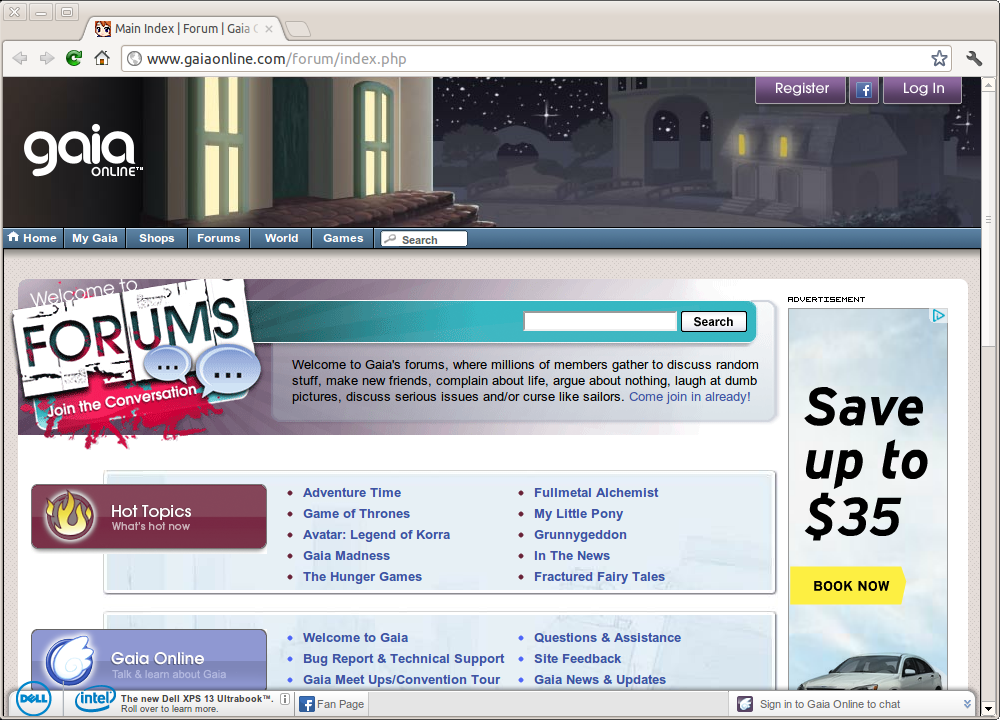 Main Index | Forum | Gaia
www.gaiaonline.com/forum/index.php
Register
Log In
gaia
ONLINE™
Home My Gaia Shops Forums World Games Search
Welcome to
FORUMS
Join the Conversation
Search
Welcome to Gaia's forums, where millions of members gather to discuss random
stuff, make new friends, complain about life, argue about nothing, laugh at dumb
pictures, discuss serious issues and/or curse like sailors. Come join in already!
ADVERTISEMENT
Save
up to
$35
BOOK NOW
Hot Topics
What's hot now
Adventure Time
Game of Thrones
Avatar: Legend of Korra
Gaia Madness
The Hunger Games
Fullmetal Alchemist
My Little Pony
Grunnygeddon
In The News
Fractured Fairy Tales
Gaia Online
Talk & learn about Gaia
Welcome to Gaia
Bug Report & Technical Support
Gaia Meet Ups/Convention Tour
Questions & Assistance
Site Feedback
Gaia News & Updates
DELL
intel
The new Dell XPS 13 Ultrabook™.
Roll over to learn more.
Fan Page
Sign in to Gaia Online to chat